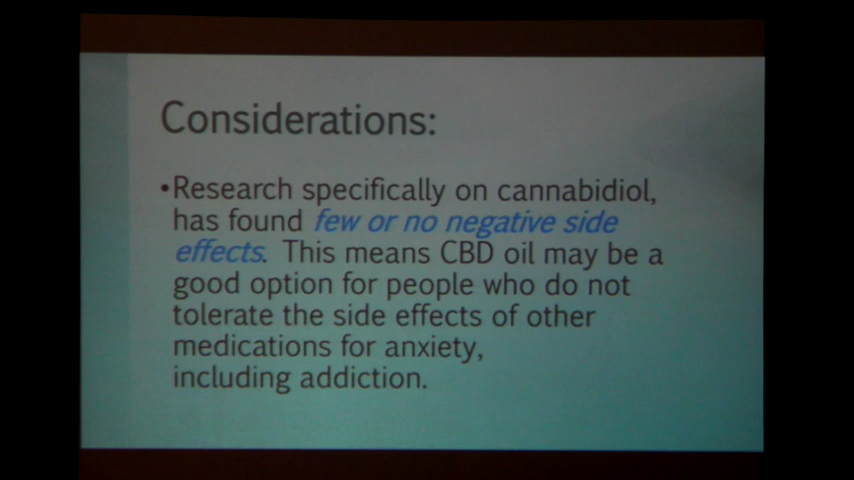 Considerations:
•Research specifically on cannabidiol,
has found few or no negative side
effects. This means CBD oil may be a
good option for people who do not
tolerate the side effects of other
medications for anxiety,
including addiction.